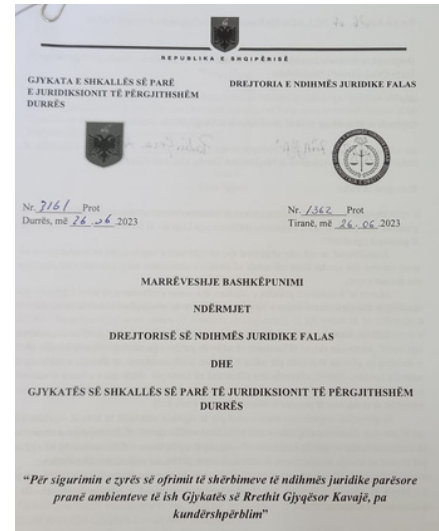 REPUBLIKA E SHQIPËRISË
GJYKATA E SHKALLËS SË PARË
E JURIDIKSIONIT TË PËRGJITHSHËM
DURRËS
DREJTORIA E NDIHMËS JURIDIKE FALAS
Nr. 3161 Prot
Durrës, më 26.06.2023
Nr. 1362 Prot
Tiranë, më 26.06.2023
MARRËVESHJE BASHKËPUNIMI
NDËRMJET
DREJTORISË SË NDIHMËS JURIDIKE FALAS
DHE
GJYKATËS SË SHKALLËS SË PARË TË JURIDIKSIONIT TË PËRGJITHSHËM
DURRËS
“Për sigurimin e zyrës së ofrimit të shërbimeve të ndihmës juridike parësore
pranë ambienteve të ish Gjykatës së Rrethit Gjyqësor Kavajë, pa
kundërshpërblim”